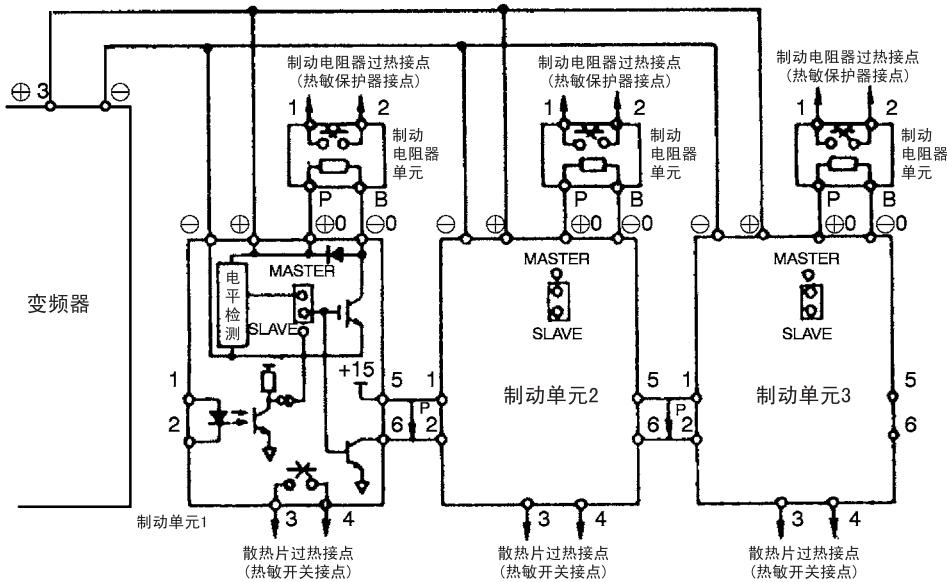 ⊕ 3 ⊖
变频器
制动电阻器过热接点
(热敏保护器接点)
1 2
制动
电阻器
单元
P B
⊖ ⊕ ⊕0 ⊖0
电平检测
MASTER
SLAVE
+15
1 5
2 6
P
3 4
制动单元1
散热片过热接点
(热敏开关接点)
制动电阻器过热接点
(热敏保护器接点)
1 2
制动
电阻器
单元
P B
⊖ ⊕ ⊕0 ⊖0
MASTER
SLAVE
1 5
制动单元2
2 6
P
3 4
散热片过热接点
(热敏开关接点)
制动电阻器过热接点
(热敏保护器接点)
1 2
制动
电阻器
单元
P B
⊖ ⊕ ⊕0 ⊖0
MASTER
SLAVE
1 5
制动单元3
2 6
3 4
散热片过热接点
(热敏开关接点)